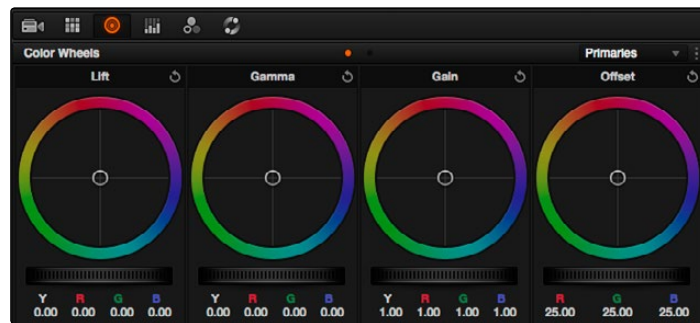 Color Wheels Primaries
Lift Gamma Gain Offset
Y R G B Y R G B Y R G B R G B
0.00 0.00 0.00 0.00 0.00 0.00 0.00 0.00 1.00 1.00 1.00 1.00 25.00 25.00 25.00